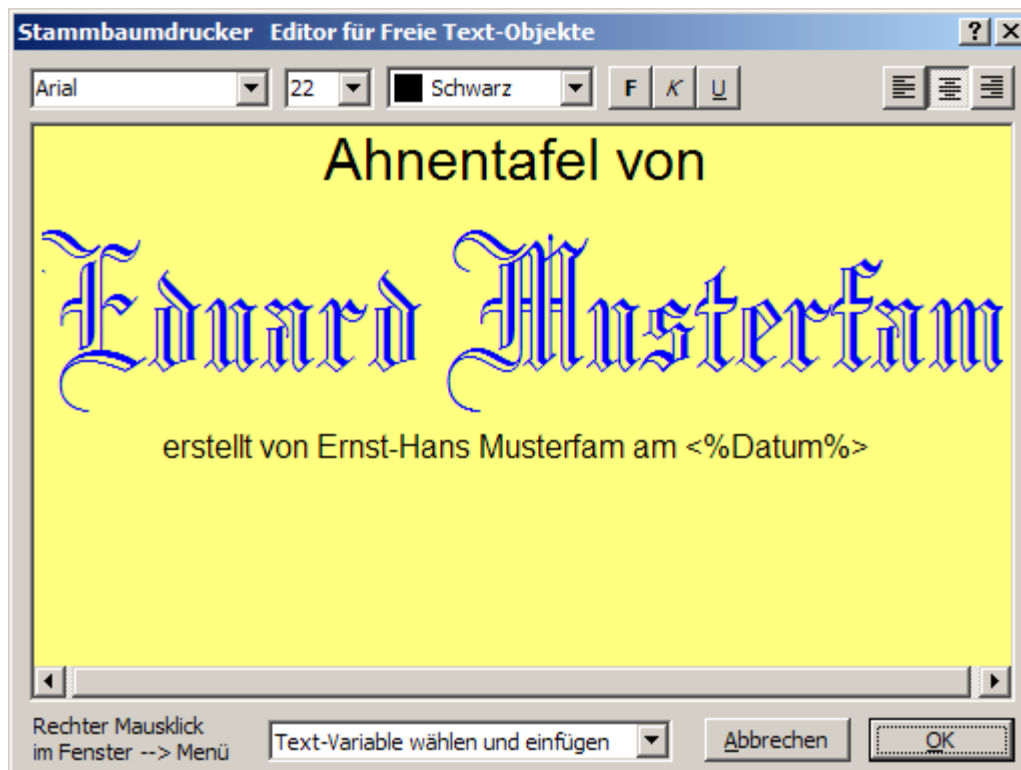 Stammbaumdrucker Editor für Freie Text-Objekte
Arial 22 Schwarz F K U
Ahnentafel von
Eduard Musterfam
erstellt von Ernst-Hans Musterfam am <%Datum%>
Rechter Mausklick
im Fenster --> Menü
Text-Variable wählen und einfügen
Abbrechen
OK